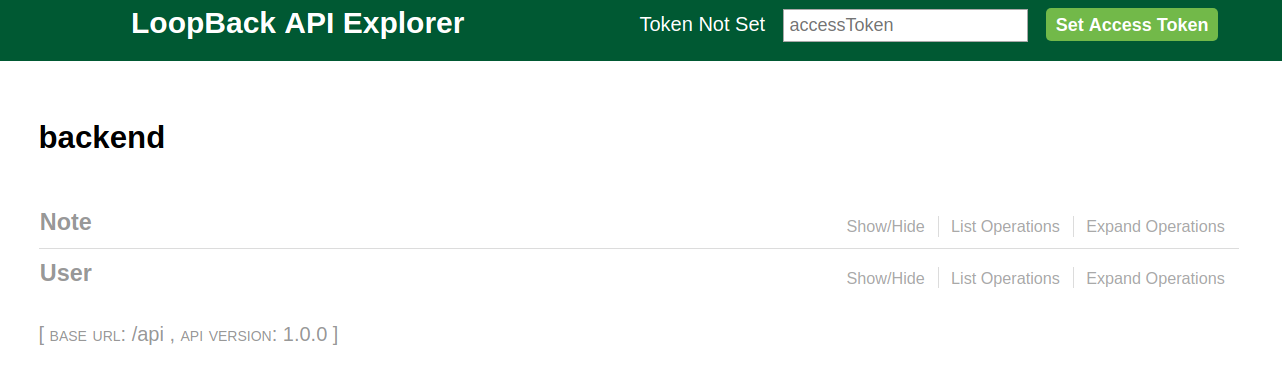 LoopBack API Explorer Token Not Set accessToken Set Access Token
backend
Note Show/Hide List Operations Expand Operations
User Show/Hide List Operations Expand Operations
[ BASE URL: /api , API VERSION: 1.0.0 ]